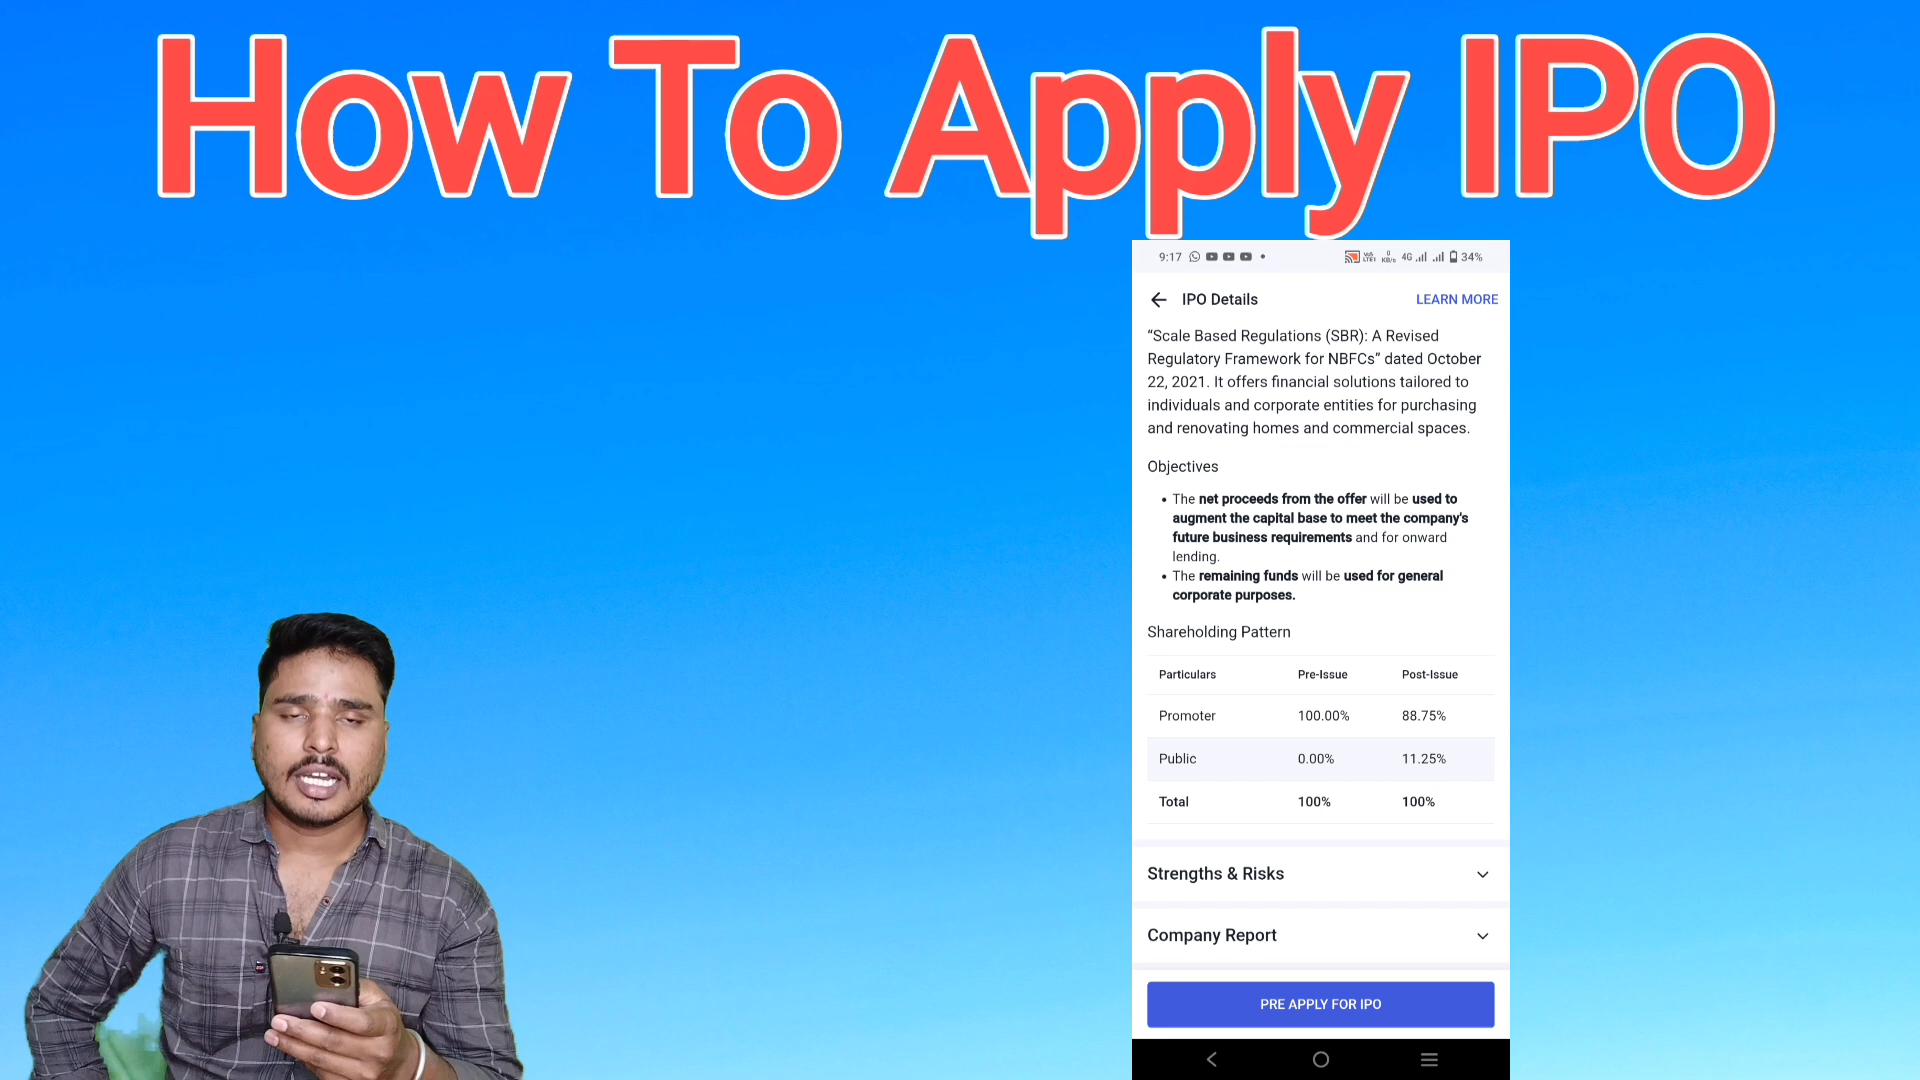 How To Apply IPO
9:17
4G
34%
IPO Details
LEARN MORE
“Scale Based Regulations (SBR): A Revised
Regulatory Framework for NBFCs” dated October
22, 2021. It offers financial solutions tailored to
individuals and corporate entities for purchasing
and renovating homes and commercial spaces.
Objectives
• The net proceeds from the offer will be used to
augment the capital base to meet the company's
future business requirements and for onward
lending.
• The remaining funds will be used for general
corporate purposes.
Shareholding Pattern
Particulars Pre-Issue Post-Issue
Promoter 100.00% 88.75%
Public 0.00% 11.25%
Total 100% 100%
Strengths & Risks
Company Report
PRE APPLY FOR IPO